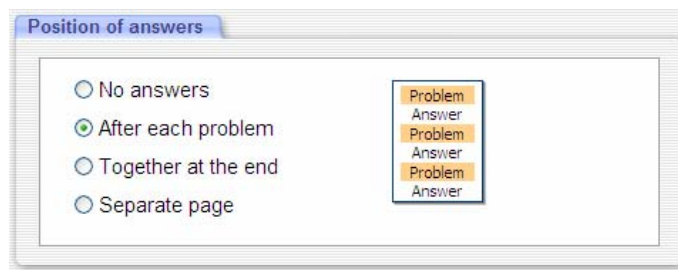 Position of answers
No answers
After each problem
Together at the end
Separate page
Problem
Answer
Problem
Answer
Problem
Answer